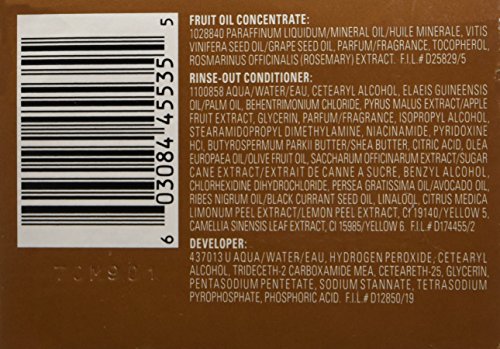 FRUIT OIL CONCENTRATE:
1028840 PARAFFINUM LIQUIDUM/MINERAL OIL/HUILE MINERALE, VITIS
VINIFERA SEED OIL/GRAPE SEED OIL, PARFUM/FRAGRANCE, TOCOPHEROL,
ROSMARINUS OFFICINALIS (ROSEMARY) EXTRACT. F.I.L.# D25829/5
RINSE-OUT CONDITIONER:
1100858 AQUA/WATER/EAU, CETEARYL ALCOHOL, ELAEIS GUINEENSIS
OIL/PALM OIL, BEHENTRIMONIUM CHLORIDE, PYRUS MALUS EXTRACT/APPLE
FRUIT EXTRACT, GLYCERIN, PARFUM/FRAGRANCE, ISOPROPYL ALCOHOL,
STEARAMIDOPROPYL DIMETHYLAMINE, NIACINAMIDE, PYRIDOXINE
HCI, BUTYROSPERMUM PARKII BUTTER/SHEA BUTTER, CITRIC ACID, OLEA
EUROPAEA OIL/OLIVE FRUIT OIL, SACCHARUM OFFICINARUM EXTRACT/SUGAR
CANE EXTRACT/EXTRAIT DE CANNE A SUCRE, BENZYL ALCOHOL,
CHLORHEXIDINE DIHYDROCHLORIDE, PERSEA GRATISSIMA OIL/AVOCADO OIL,
RIBES NIGRUM OIL/BLACK CURRANT SEED OIL, LINALOOL, CITRUS MEDICA
LIMONUM PEEL EXTRACT/LEMON PEEL EXTRACT, CI 19140/YELLOW 5,
CAMELLIA SINENSIS LEAF EXTRACT, CI 15985/YELLOW 6. F.I.L.# D174455/2
DEVELOPER:
437013 U AQUA/WATER/EAU, HYDROGEN PEROXIDE, CETEARYL
ALCOHOL, TRIDECETH-2 CARBOXAMIDE MEA, CETEARETH-25, GLYCERIN,
PENTASODIUM PENTETATE, SODIUM STANNATE, TETRASODIUM
PYROPHOSPHATE, PHOSPHORIC ACID. F.I.L.# D12850/19
6 03084 45535 5